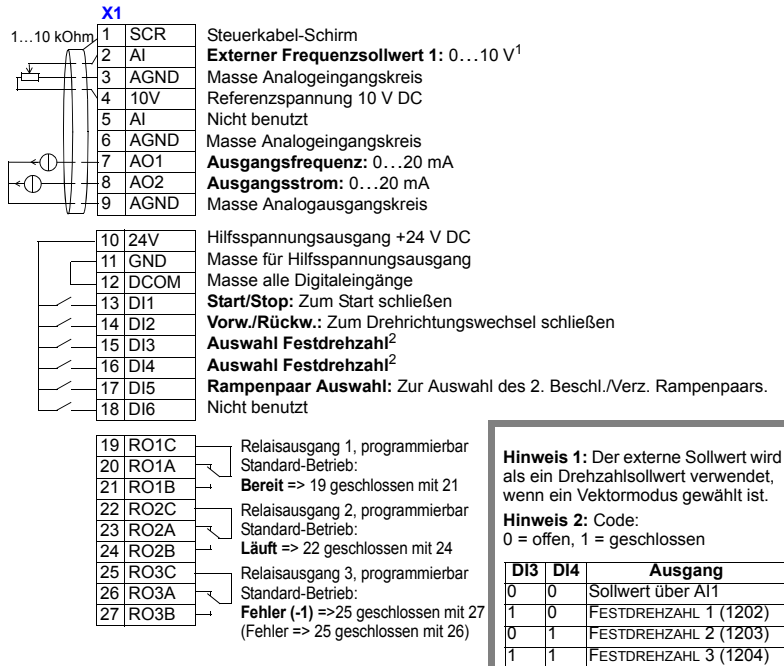 X1
1…10 kOhm
1 SCR Steuerkabel-Schirm
2 AI Externer Frequenzsollwert 1: 0…10 V1
3 AGND Masse Analogeingangskreis
4 10V Referenzspannung 10 V DC
5 AI Nicht benutzt
6 AGND Masse Analogeingangskreis
7 AO1 Ausgangsfrequenz: 0…20 mA
8 AO2 Ausgangsstrom: 0…20 mA
9 AGND Masse Analogausgangskreis
10 24V Hilfsspannungsausgang +24 V DC
11 GND Masse für Hilfsspannungsausgang
12 DCOM Masse alle Digitaleingänge
13 DI1 Start/Stop: Zum Start schließen
14 DI2 Vorw./Rückw.: Zum Drehrichtungswechsel schließen
15 DI3 Auswahl Festdrehzahl2
16 DI4 Auswahl Festdrehzahl2
17 DI5 Rampenpaar Auswahl: Zur Auswahl des 2. Beschl./Verz. Rampenpaars.
18 DI6 Nicht benutzt
19 RO1C Relaisausgang 1, programmierbar
20 RO1A Standard-Betrieb:
21 RO1B Bereit => 19 geschlossen mit 21
22 RO2C Relaisausgang 2, programmierbar
23 RO2A Standard-Betrieb:
24 RO2B Läuft => 22 geschlossen mit 24
25 RO3C Relaisausgang 3, programmierbar
26 RO3A Standard-Betrieb:
27 RO3B Fehler (-1) =>25 geschlossen mit 27
(Fehler => 25 geschlossen mit 26)
Hinweis 1: Der externe Sollwert wird
als ein Drehzahlsollwert verwendet,
wenn ein Vektormodus gewählt ist.
Hinweis 2: Code:
0 = offen, 1 = geschlossen
DI3 DI4 Ausgang
0 0 Sollwert über AI1
1 0 FESTDREHZAHL 1 (1202)
0 1 FESTDREHZAHL 2 (1203)
1 1 FESTDREHZAHL 3 (1204)